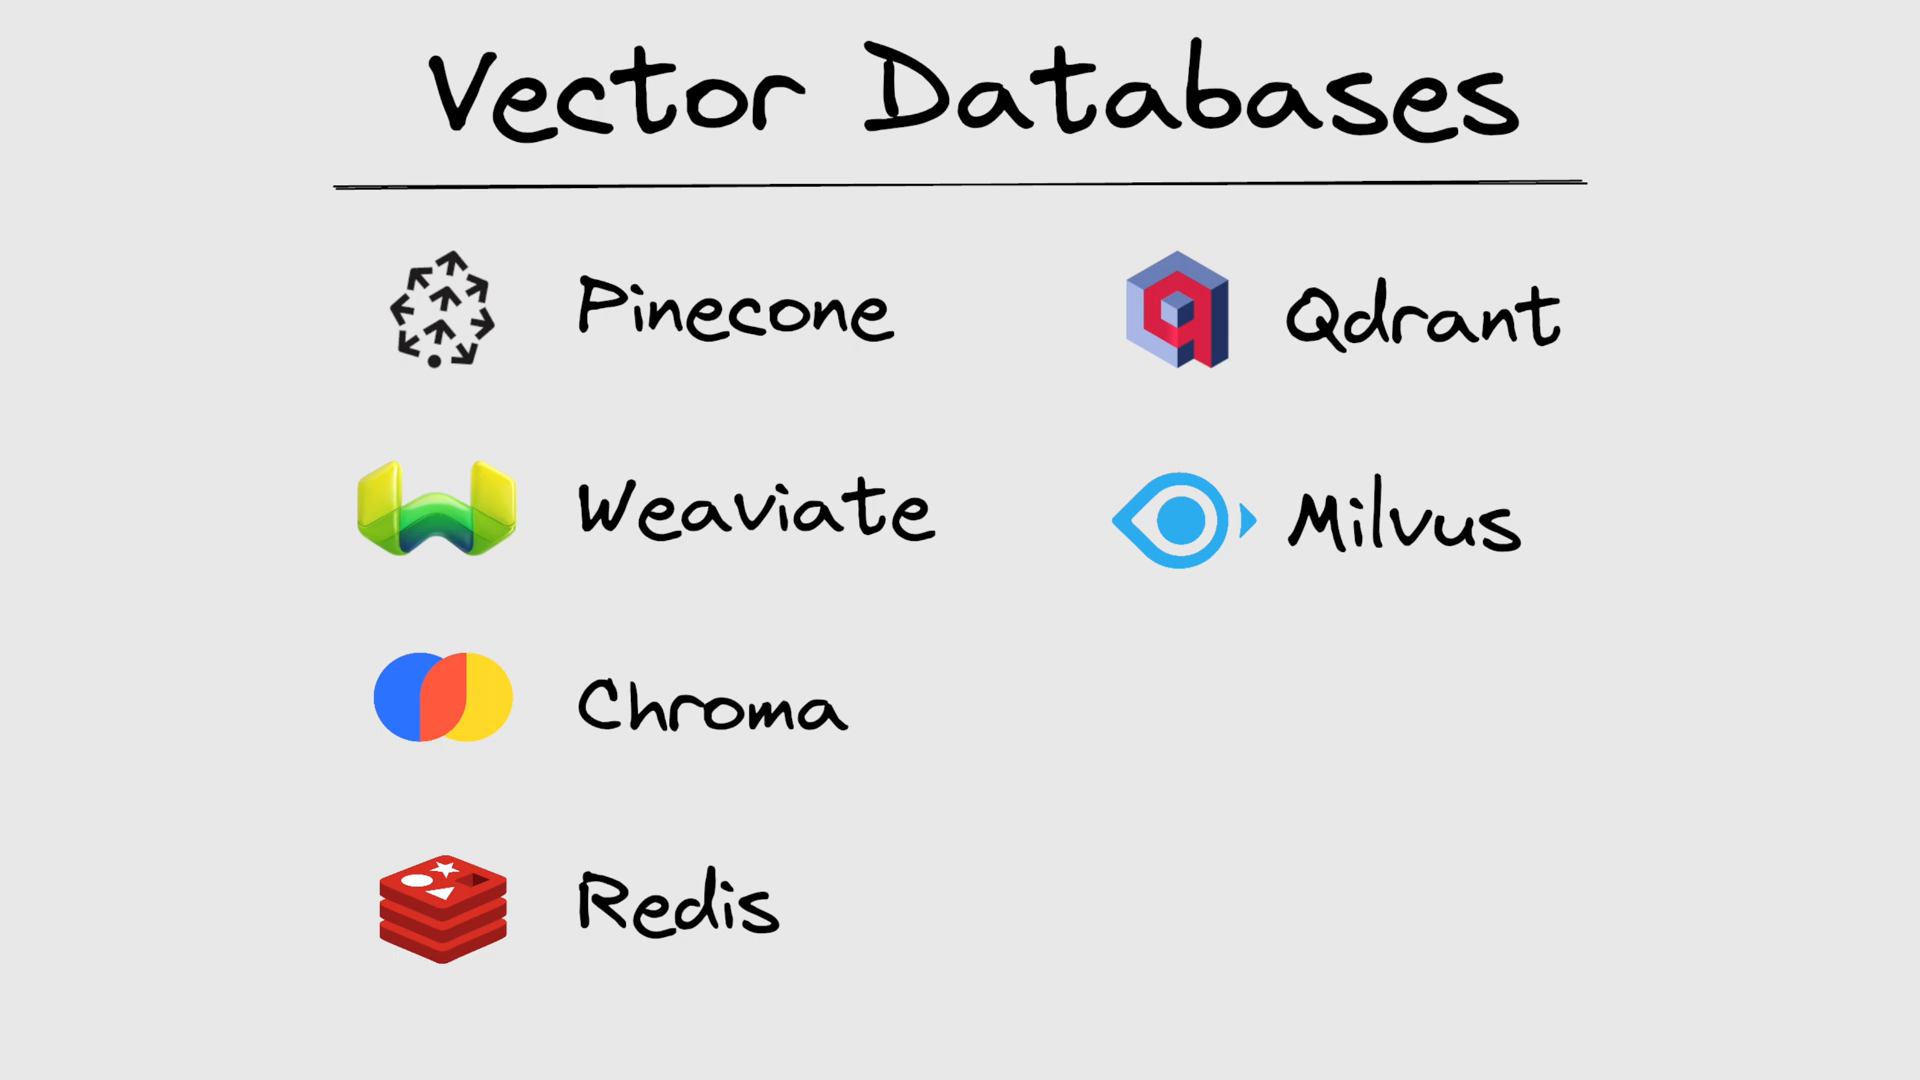 Vector Databases
Pinecone
Weaviate
Chroma
Redis
Qdrant
Milvus